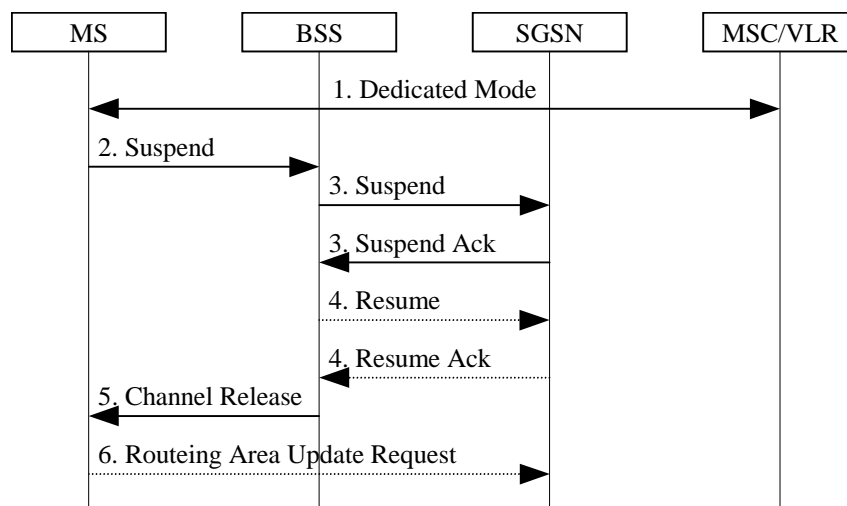 MS BSS SGSN MSC/VLR
1. Dedicated Mode
2. Suspend
3. Suspend
3. Suspend Ack
4. Resume
4. Resume Ack
5. Channel Release
6. Routeing Area Update Request